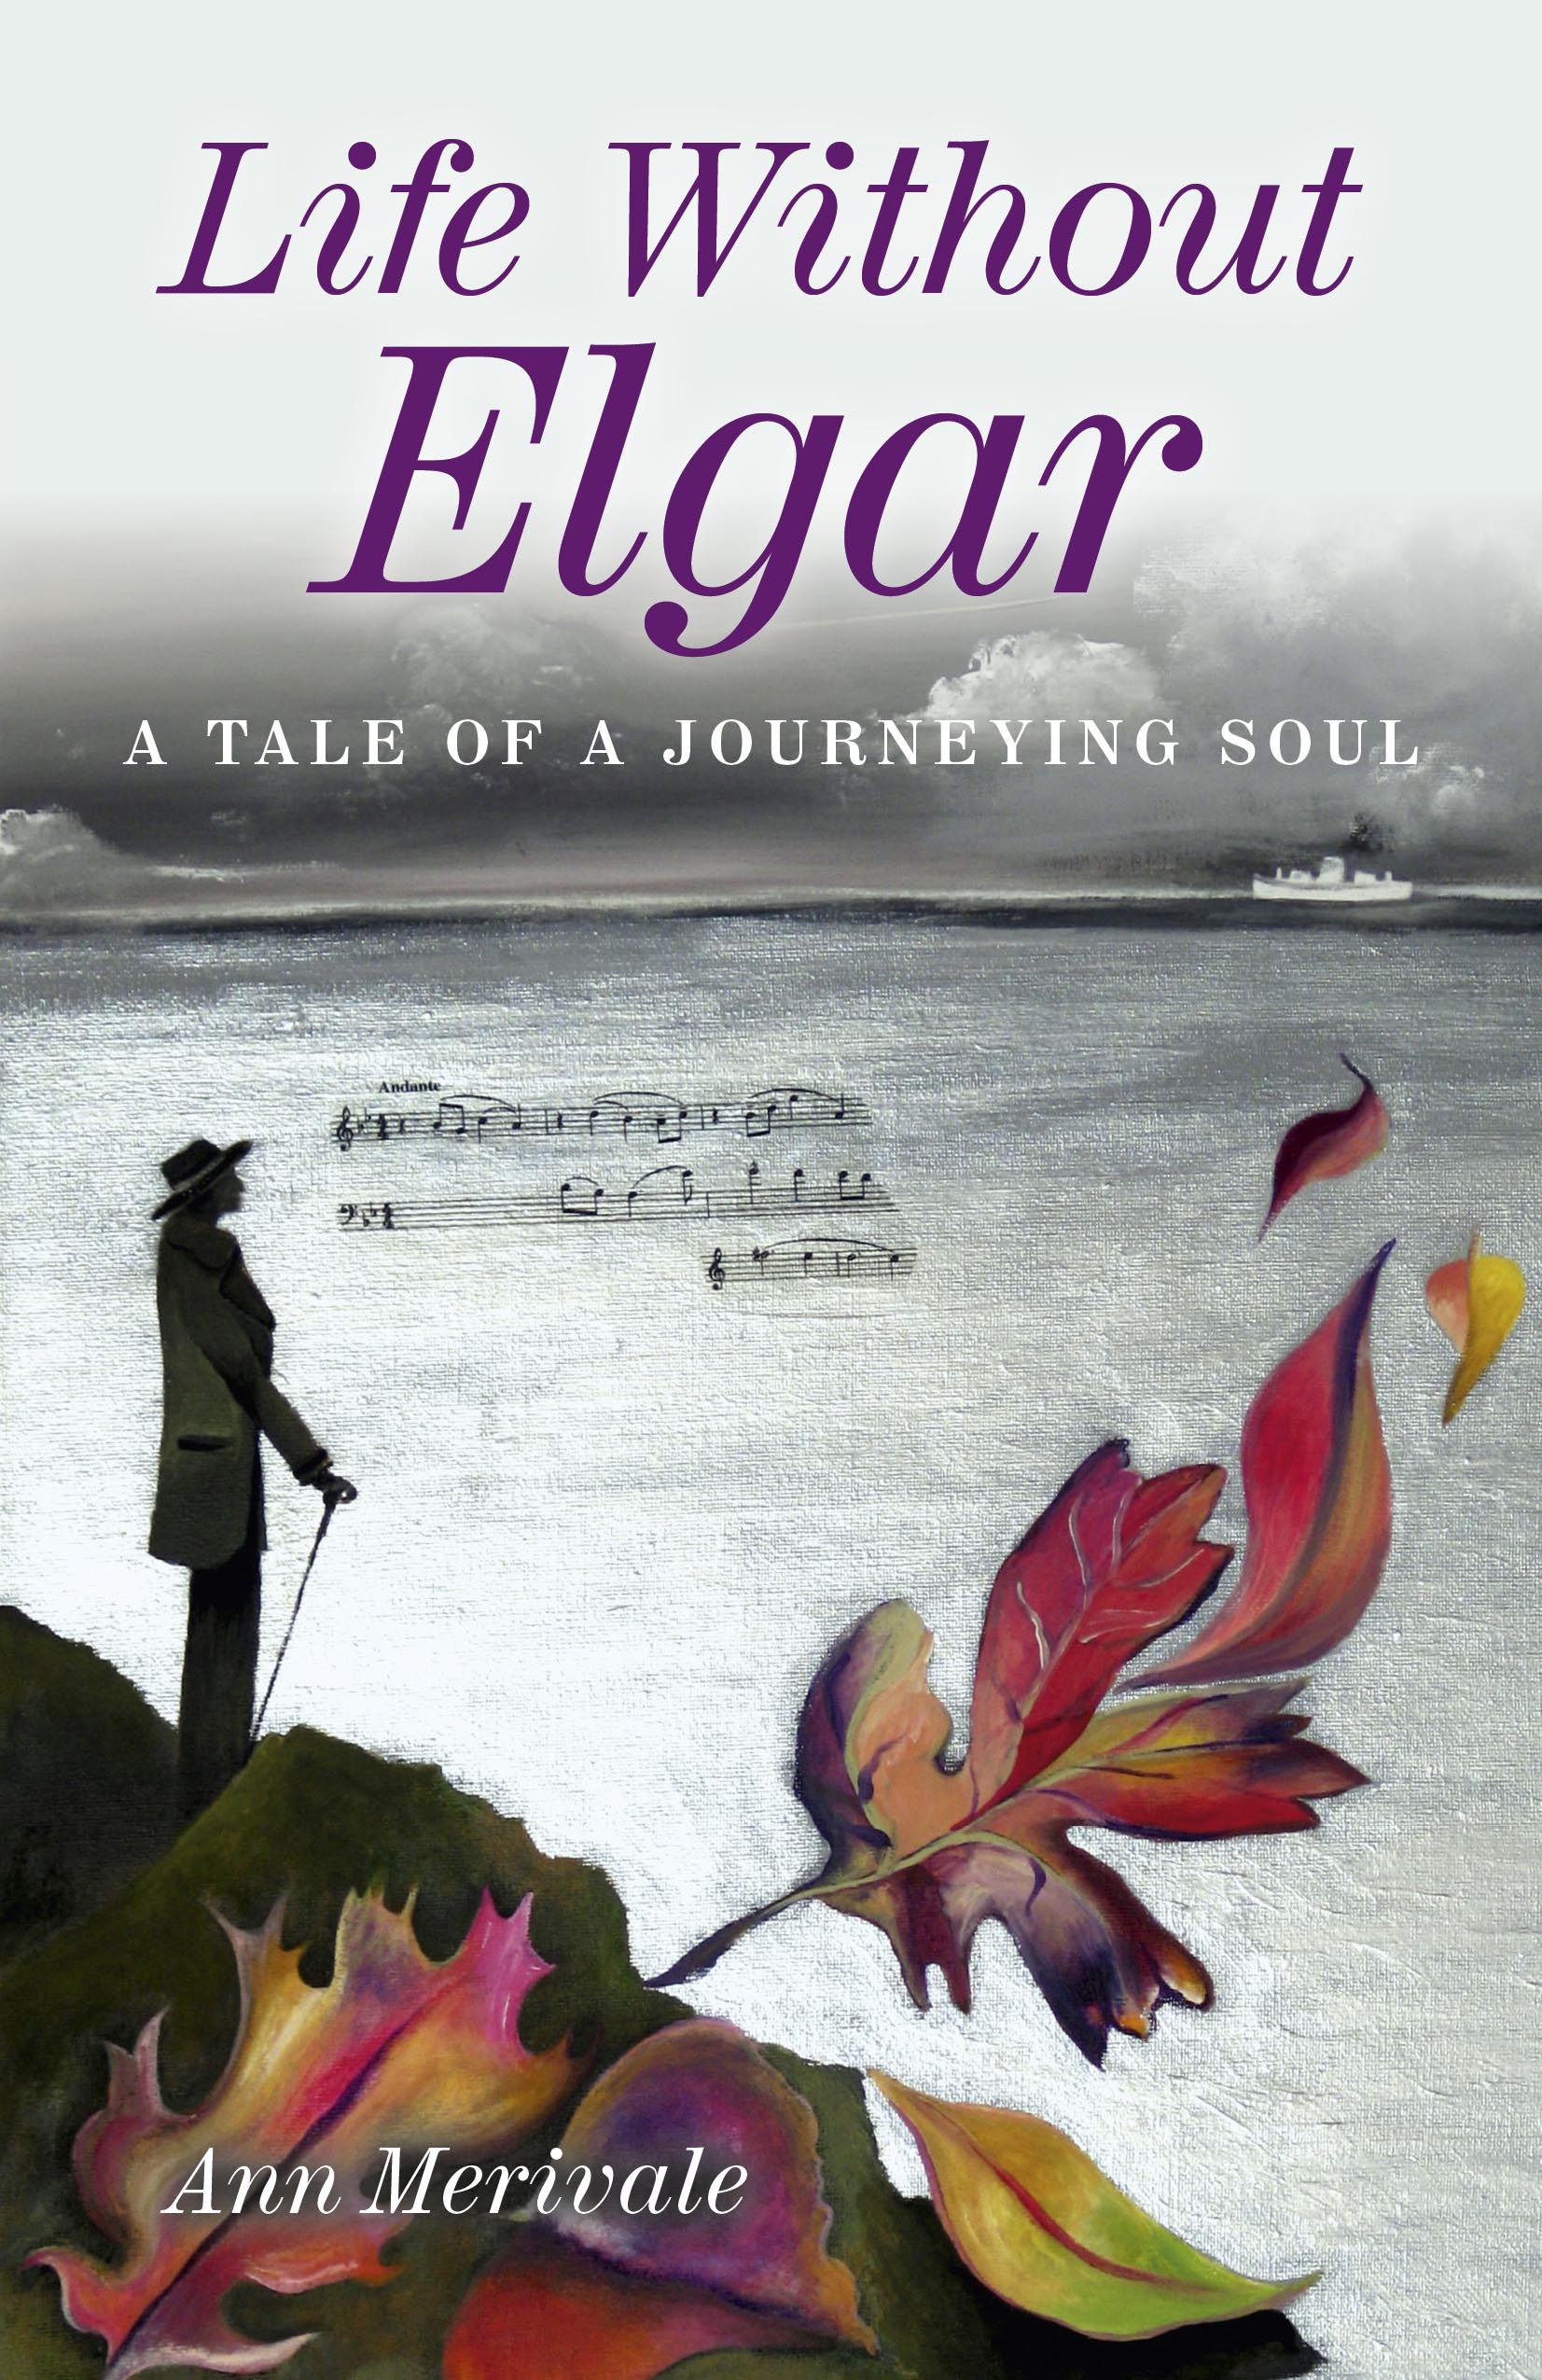 Life Without
Elgar
A TALE OF A JOURNEYING SOUL
Andante
Ann Merivale